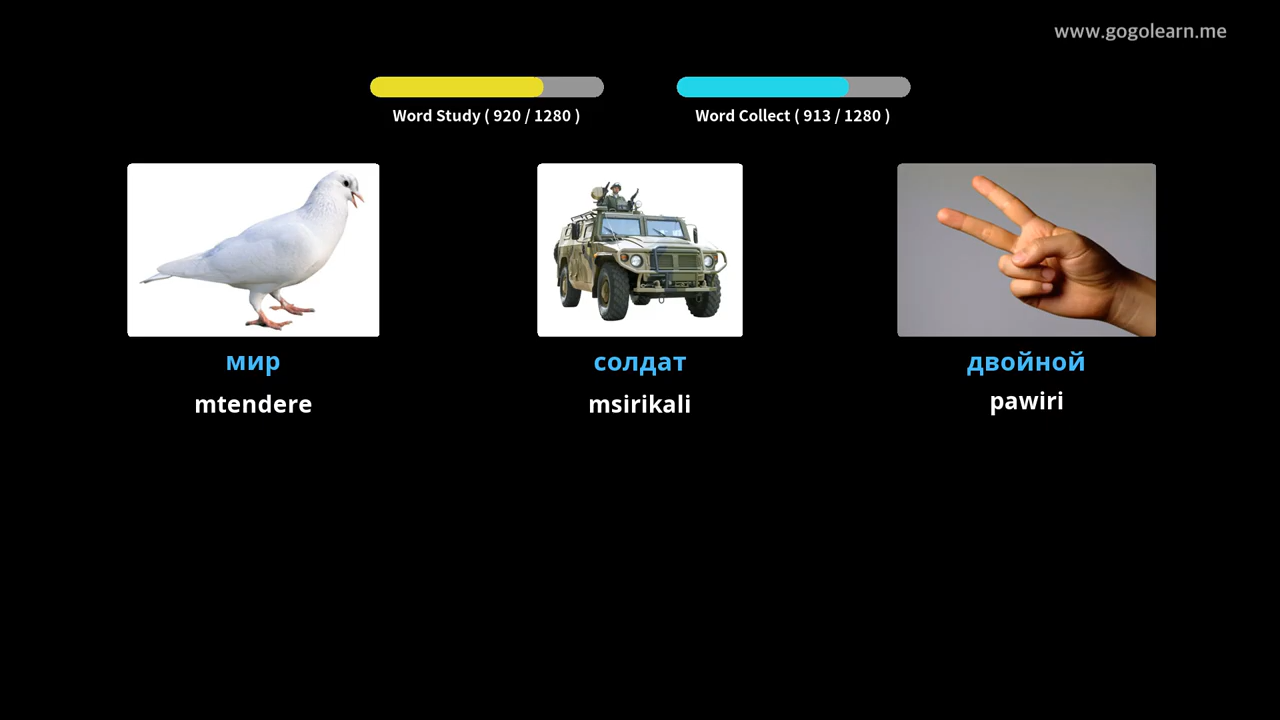 www.gogolearn.me
Word Study ( 920 / 1280 )
Word Collect ( 913 / 1280 )
мир
mtendere
солдат
msirikali
двойной
pawiri